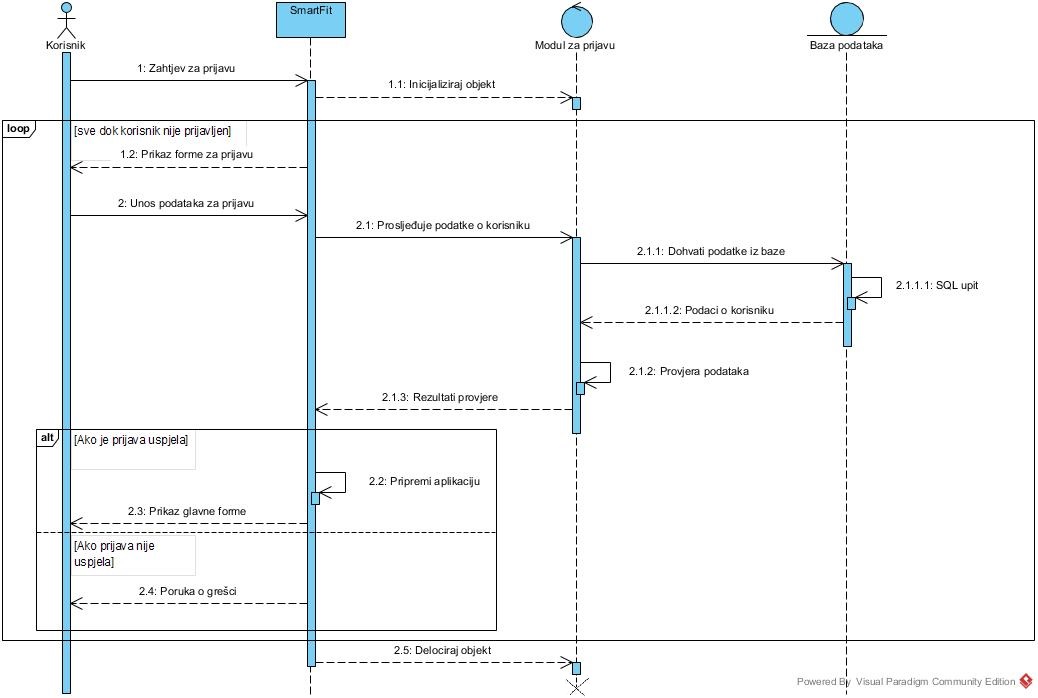 SmartFit
Korisnik
Modul za prijavu
Baza podataka
1: Zahtjev za prijavu
1.1: Inicijaliziraj objekt
loop
[sve dok korisnik nije prijavljen]
1.2: Prikaz forme za prijavu
2: Unos podataka za prijavu
2.1: Prosljeđuje podatke o korisniku
2.1.1: Dohvati podatke iz baze
2.1.1.1: SQL upit
2.1.1.2: Podaci o korisniku
2.1.2: Provjera podataka
2.1.3: Rezultati provjere
alt
[Ako je prijava uspjela]
2.2: Pripremi aplikaciju
2.3: Prikaz glavne forme
[Ako prijava nije
uspjela]
2.4: Poruka o grešci
2.5: Delociraj objekt
Powered By Visual Paradigm Community Edition